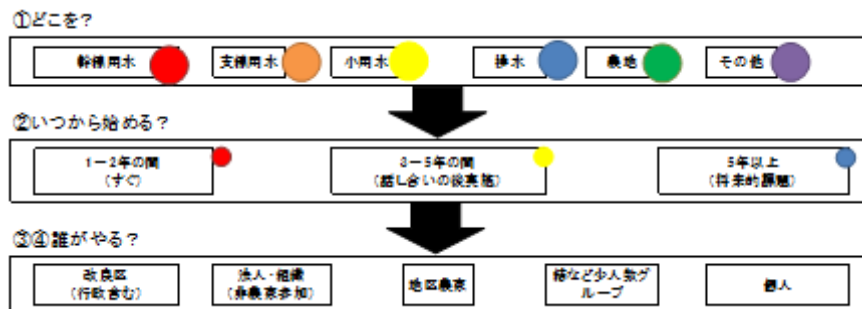 ①どこを？
幹線用水 支線用水 小用水 排水 農地 その他
②いつから始める？
1－2年の間 3－5年の間 5年以上
(すぐ) (話し合いの後実施) (将来的課題)
③④誰がやる？
改良区 法人・組織 地区農家 結など少人数グ 個人
(行政含む) (非農家参加) ループ